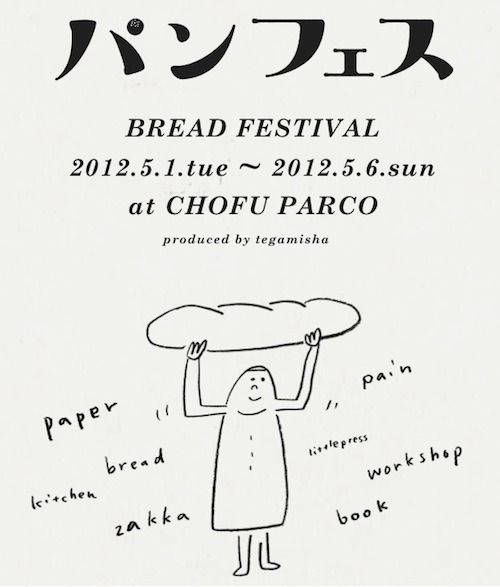 パンフェス
BREAD FESTIVAL
2012.5.1.tue ～ 2012.5.6.sun
at CHOFU PARCO
produced by tegamisha
pain
paper
littlepress
bread
workshop
kitchen
zakka
book